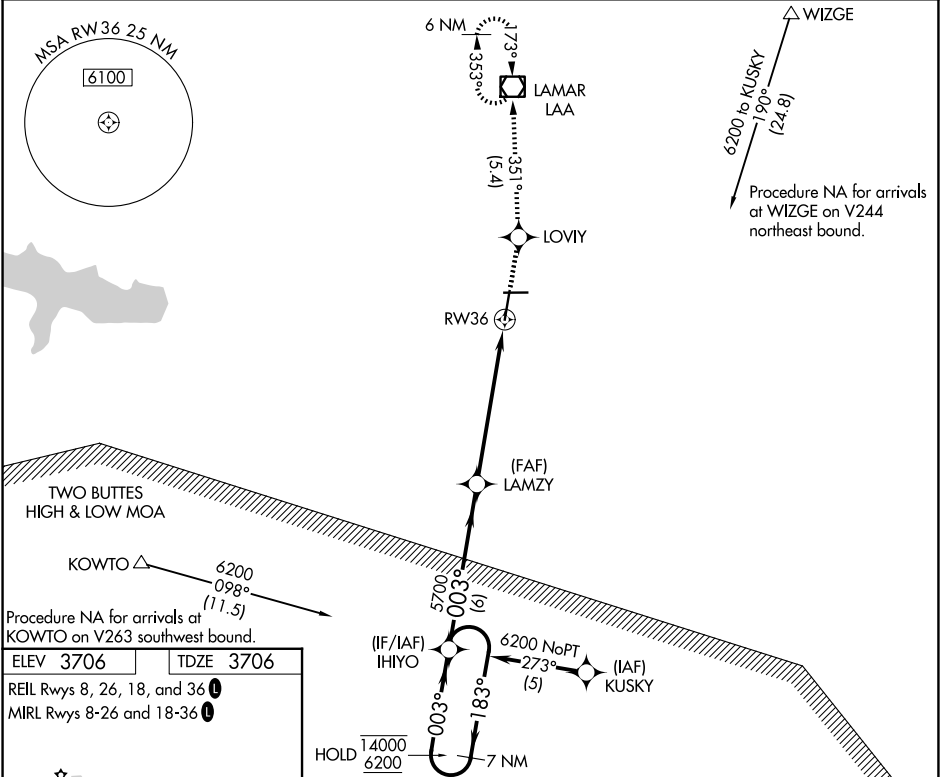 MSA RW36 25 NM
6100
6 NM
173°
353°
LAMAR
LAA
WIZGE
6200 to KUSKY
190°
(24.8)
Procedure NA for arrivals
at WIZGE on V244
northeast bound.
351°
(5.4)
LOVIY
RW36
(FAF)
LAMZY
TWO BUTTES
HIGH & LOW MOA
KOWTO
6200
098°
(11.5)
Procedure NA for arrivals at
KOWTO on V263 southwest bound.
5700
003°
(6)
(IF/IAF)
IHIYO
6200 NoPT
273°
(5)
(IAF)
KUSKY
003°
183°
HOLD
14000
6200
7 NM
ELEV 3706
TDZE 3706
REIL Rwys 8, 26, 18, and 36 L
MIRL Rwys 8-26 and 18-36 L